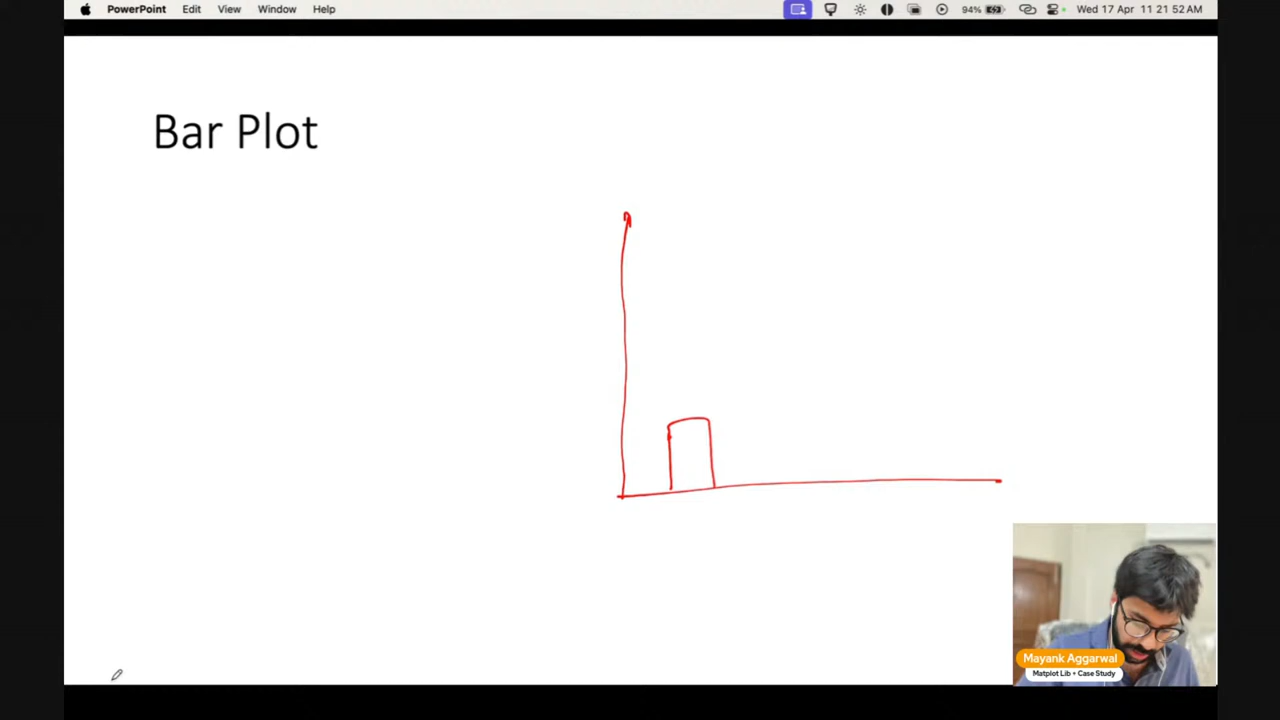 PowerPoint Edit View Window Help 94% Wed 17 Apr 11 21 52 AM
Bar Plot
Mayank Aggarwal
Matplot Lib + Case Study